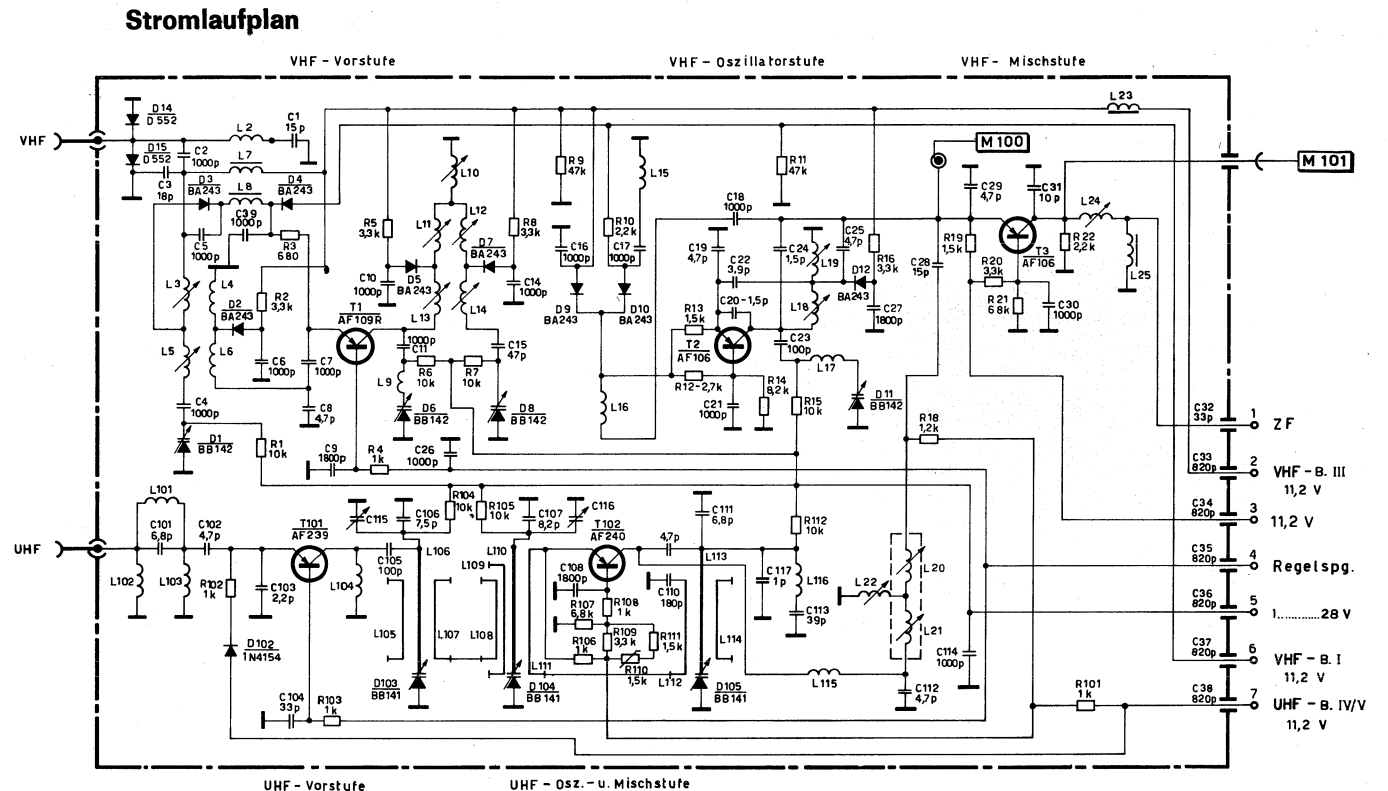 Stromlaufplan
VHF - Vorstufe
VHF - Oszillatorstufe
VHF - Mischstufe
VHF
D14
D 552
D15
D 552
C2
1000p
L 2
C1
15 p
L7
C3
18p
D3
BA243
L8
D4
BA243
C39
1000p
C5
1000p
R3
680
L3
L4
D2
BA243
R2
3,3k
L5
L6
C6
1000p
C7
1000p
C4
1000p
C8
4,7p
D1
BB142
R1
10k
L10
R5
3,3k
L11
L12
R8
3,3k
D7
BA243
C10
1000p
D5
BA243
C14
1000p
L13
L14
T1
AF109R
1000p
C11
R6
10k
R7
10k
C15
47p
L9
D6
BB142
D8
BB142
C9
1800p
R4
1k
C26
1000p
R9
47k
L15
R11
47k
C16
1000p
R10
2,2k
C17
1000p
D9
BA243
D10
BA243
L16
C18
1000p
C19
4,7p
C22
3,9p
C24
1,5p
L19
C25
4,7p
R16
3,3k
D12
BA243
C20-1,5p
L18
C27
1800p
R13
1,5k
T2
AF106
C23
100p
R12-2,7k
R14
8,2k
L17
C21
1000p
R15
10k
D11
BB142
M100
L23
M101
C29
4,7p
C31
10p
L24
R19
1,5k
T3
AF106
R22
2,2k
L25
C28
15p
R20
3,3k
R21
68k
C30
1000p
R18
1,2k
C32
33p
1
ZF
C33
820p
2
VHF - B. III
11,2 V
C34
820p
3
11,2 V
C35
820p
4
Regelspg.
C36
820p
5
1............28 V
C37
820p
6
VHF - B. I
11,2 V
C38
820p
7
UHF - B. IV/V
11,2 V
UHF
L101
C101
6,8p
C102
4,7p
L102
L103
R102
1k
C103
2,2p
T101
AF239
L104
D102
1N4154
C104
33p
R103
1k
C115
C106
7,5p
R104
10k
R105
10k
C107
8,2p
C116
C105
100p
L106
L110
L109
L105
L107
L108
D103
BB141
D104
BB141
T102
AF240
C108
1800p
R107
6,8k
R108
1k
R106
1k
R109
3,3k
R111
1,5k
R110
1,5k
L111
L112
4,7p
C110
180p
C111
6,8p
L113
L114
D105
BB141
R112
10k
C117
1p
L116
C113
39p
L115
L22
L20
L21
C112
4,7p
C114
1000p
R101
1k
UHF - Vorstufe
UHF - Osz. - u. Mischstufe